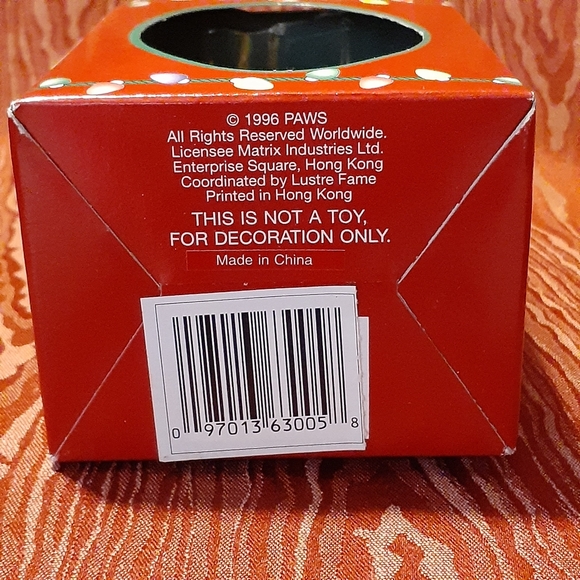 © 1996 PAWS
All Rights Reserved Worldwide.
Licensee Matrix Industries Ltd.
Enterprise Square, Hong Kong
Coordinated by Lustre Fame
Printed in Hong Kong
THIS IS NOT A TOY,
FOR DECORATION ONLY.
Made in China
0 97013 63005 8